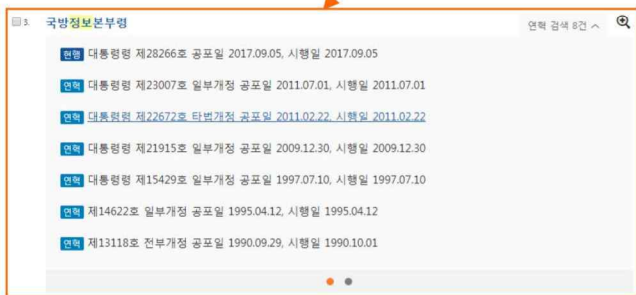 3. 국방정보본부령 연혁 검색 8건
현행 대통령령 제28266호 공포일 2017.09.05, 시행일 2017.09.05
연혁 대통령령 제23007호 일부개정 공포일 2011.07.01, 시행일 2011.07.01
연혁 대통령령 제22672호 타법개정 공포일 2011.02.22, 시행일 2011.02.22
연혁 대통령령 제21915호 일부개정 공포일 2009.12.30, 시행일 2009.12.30
연혁 대통령령 제15429호 일부개정 공포일 1997.07.10, 시행일 1997.07.10
연혁 제14622호 일부개정 공포일 1995.04.12, 시행일 1995.04.12
연혁 제13118호 전부개정 공포일 1990.09.29, 시행일 1990.10.01